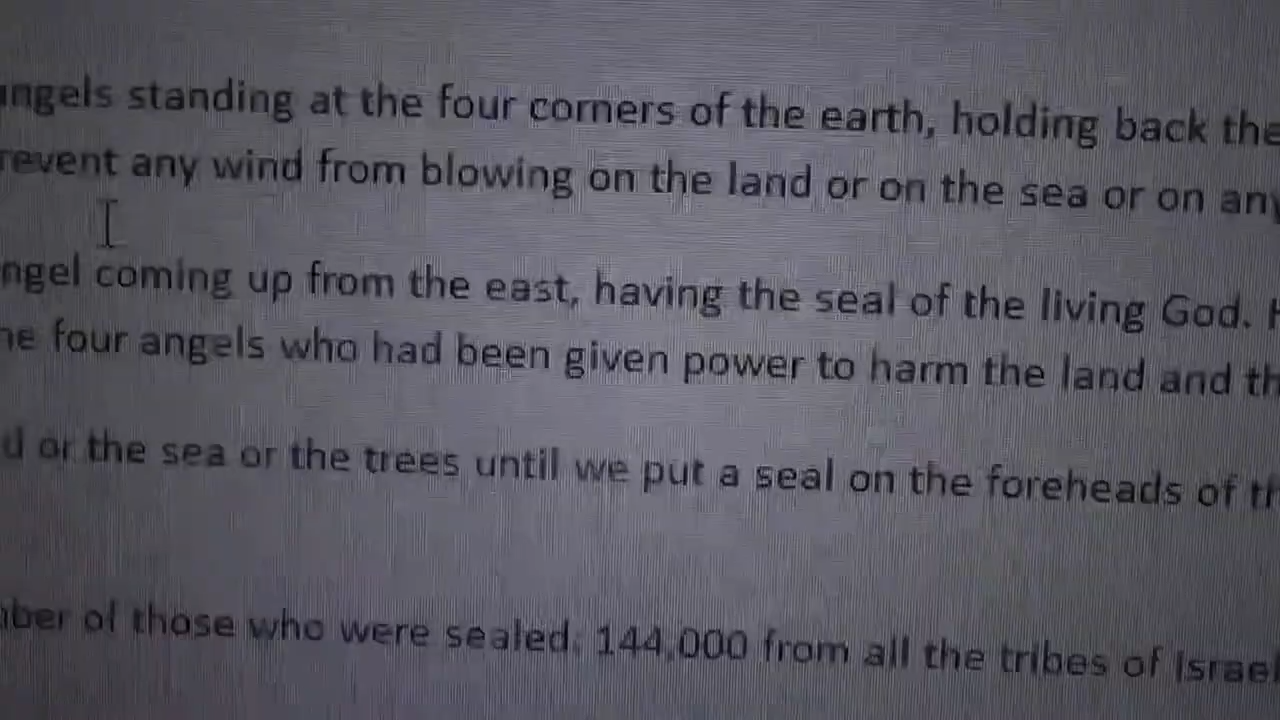 angels standing at the four corners of the earth, holding back the
revent any wind from blowing on the land or on the sea or on any
ngel coming up from the east, having the seal of the living God.
he four angels who had been given power to harm the land and th
d or the sea or the trees until we put a seal on the foreheads of th
ber of those who were sealed: 144,000 from all the tribes of Israel